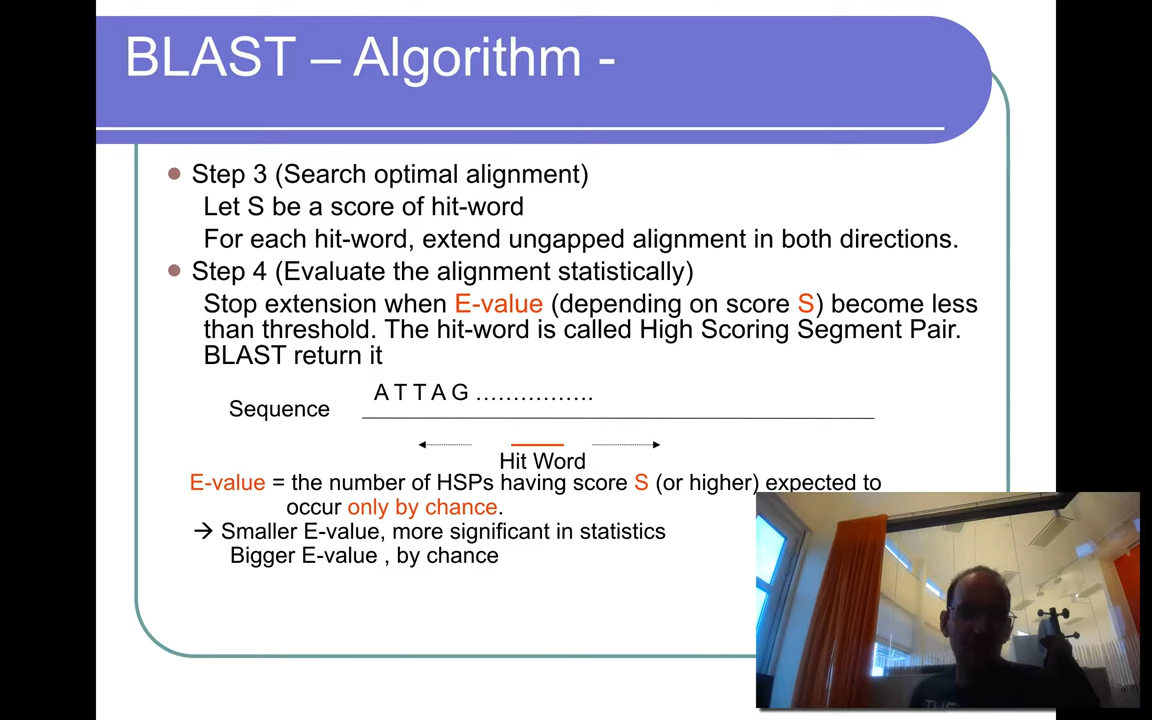 BLAST – Algorithm -
Step 3 (Search optimal alignment)
Let S be a score of hit-word
For each hit-word, extend ungapped alignment in both directions.
Step 4 (Evaluate the alignment statistically)
Stop extension when E-value (depending on score S) become less
than threshold. The hit-word is called High Scoring Segment Pair.
BLAST return it
A T T A G …………….
Sequence
Hit Word
E-value = the number of HSPs having score S (or higher) expected to
occur only by chance.
→ Smaller E-value, more significant in statistics
Bigger E-value , by chance
THE